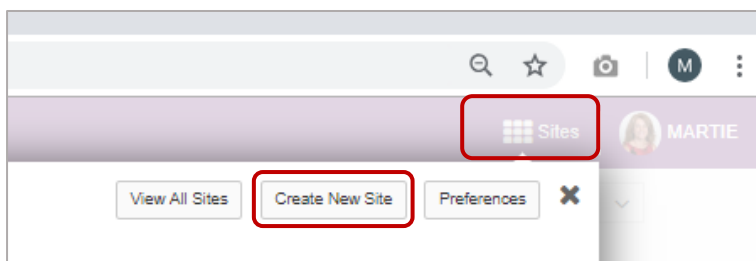 M
Sites
MARTIE
View All Sites
Create New Site
Preferences